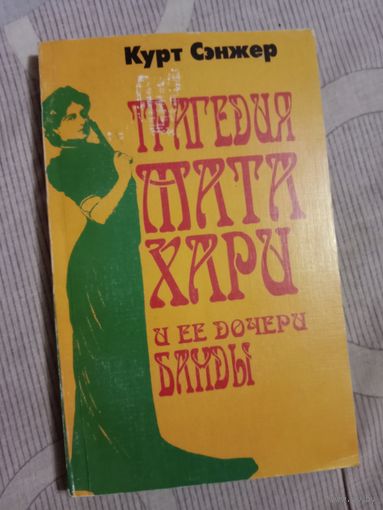 Курт Сэнжер
ТРАГЕДИЯ
МАТА
ХАРИ
И ЕЕ ДОЧЕРИ
БАНДЫ